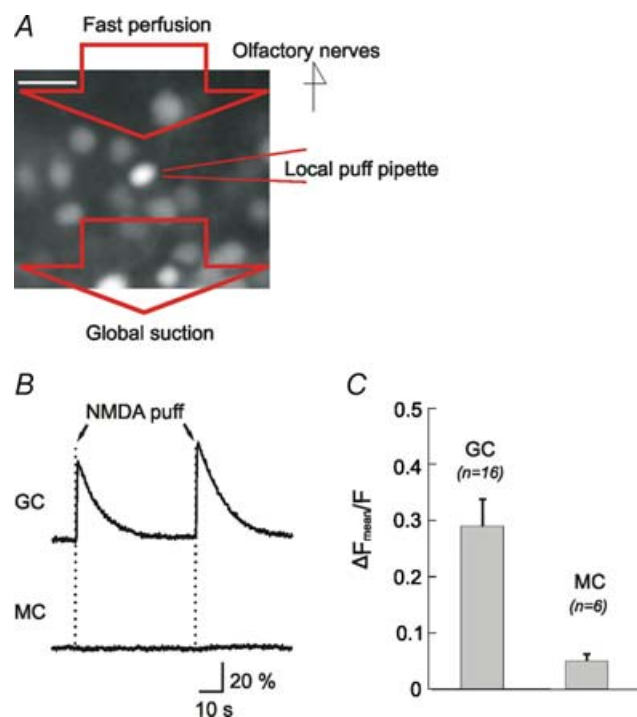 A
Fast perfusion
Olfactory nerves
Local puff pipette
Global suction
B
NMDA puff
GC
MC
20 %
10 s
C
ΔFmean/F
0.5
0.4
0.3
0.2
0.1
0
GC
(n=16)
MC
(n=6)